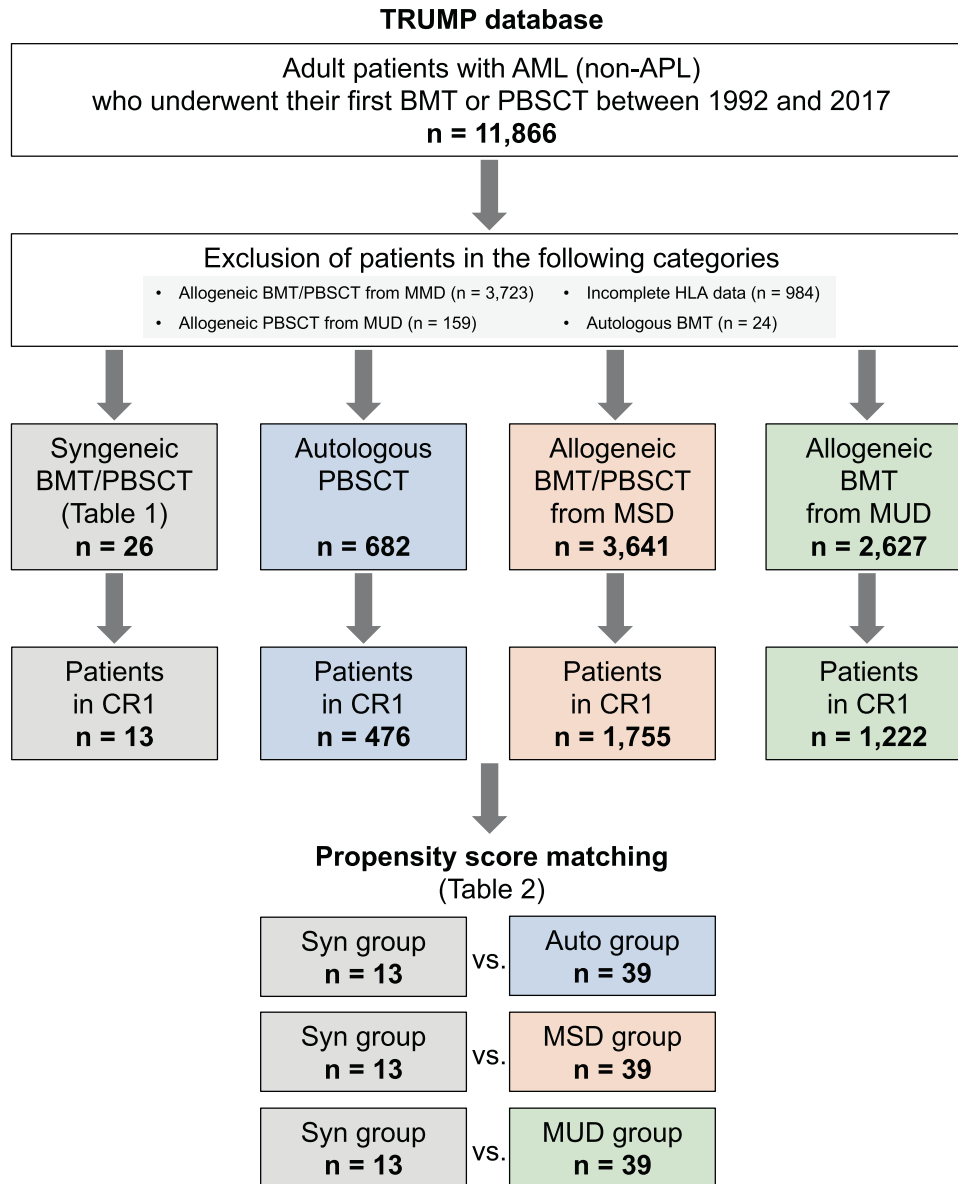 TRUMP database
Adult patients with AML (non-APL)
who underwent their first BMT or PBSCT between 1992 and 2017
n = 11,866
Exclusion of patients in the following categories
• Allogeneic BMT/PBSCT from MMD (n = 3,723)
• Incomplete HLA data (n = 984)
• Allogeneic PBSCT from MUD (n = 159)
• Autologous BMT (n = 24)
Syngeneic
BMT/PBSCT
(Table 1)
n = 26
Autologous
PBSCT
n = 682
Allogeneic
BMT/PBSCT
from MSD
n = 3,641
Allogeneic
BMT
from MUD
n = 2,627
Patients
in CR1
n = 13
Patients
in CR1
n = 476
Patients
in CR1
n = 1,755
Patients
in CR1
n = 1,222
Propensity score matching
(Table 2)
Syn group
n = 13
vs.
Auto group
n = 39
Syn group
n = 13
vs.
MSD group
n = 39
Syn group
n = 13
vs.
MUD group
n = 39